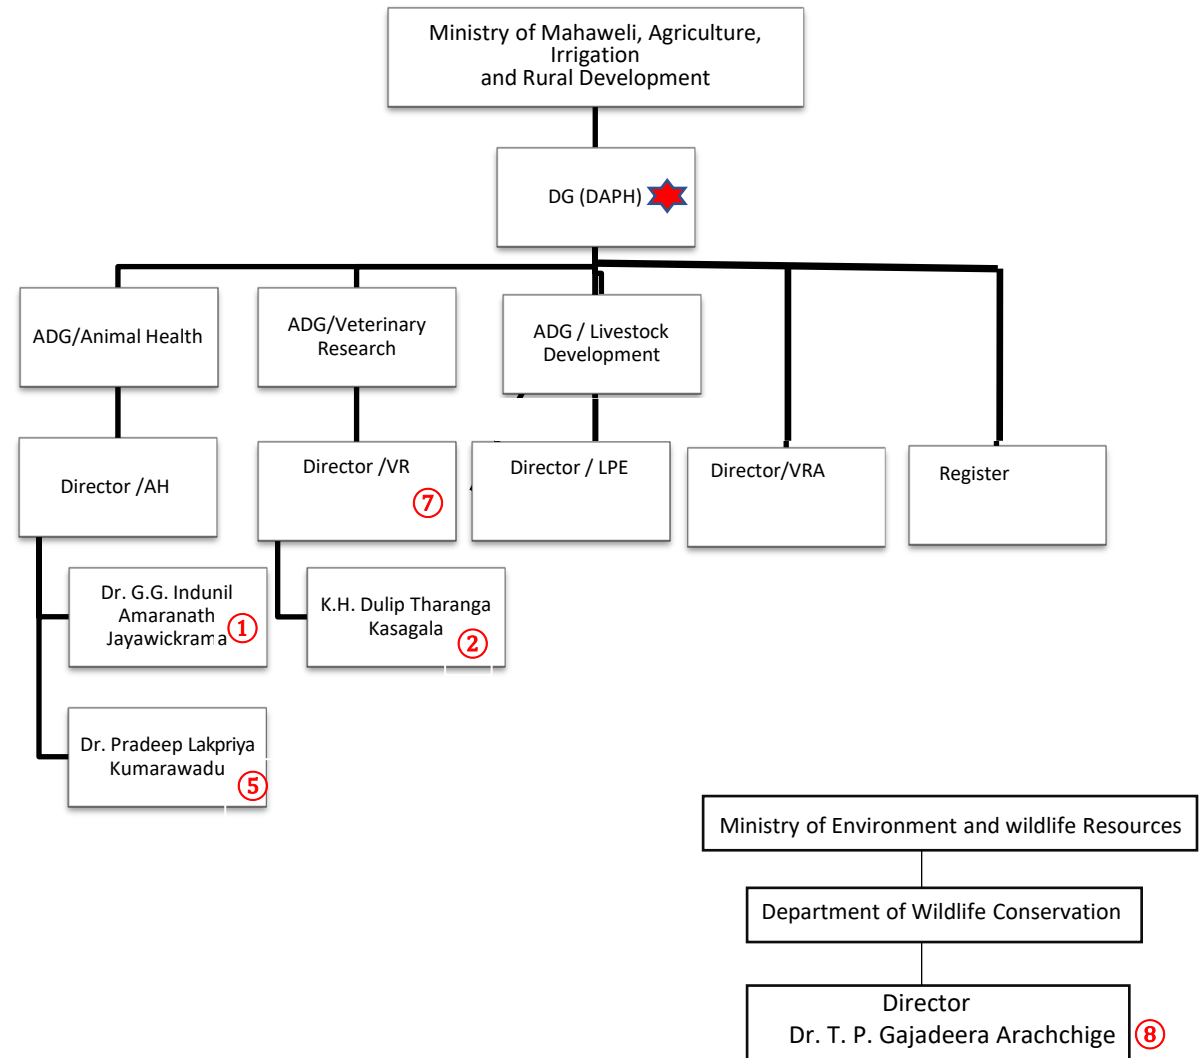 Ministry of Mahaweli, Agriculture,
Irrigation
and Rural Development
DG (DAPH)
ADG/Animal Health
ADG/Veterinary
Research
ADG / Livestock
Development
Director /AH
Director /VR
⑦
Director / LPE
Director/VRA
Register
Dr. G.G. Indunil
Amaranath
Jayawickrama
①
K.H. Dulip Tharanga
Kasagala
②
Dr. Pradeep Lakpriya
Kumarawadu
⑤
Ministry of Environment and wildlife Resources
Department of Wildlife Conservation
Director
Dr. T. P. Gajadeera Arachchige
⑧